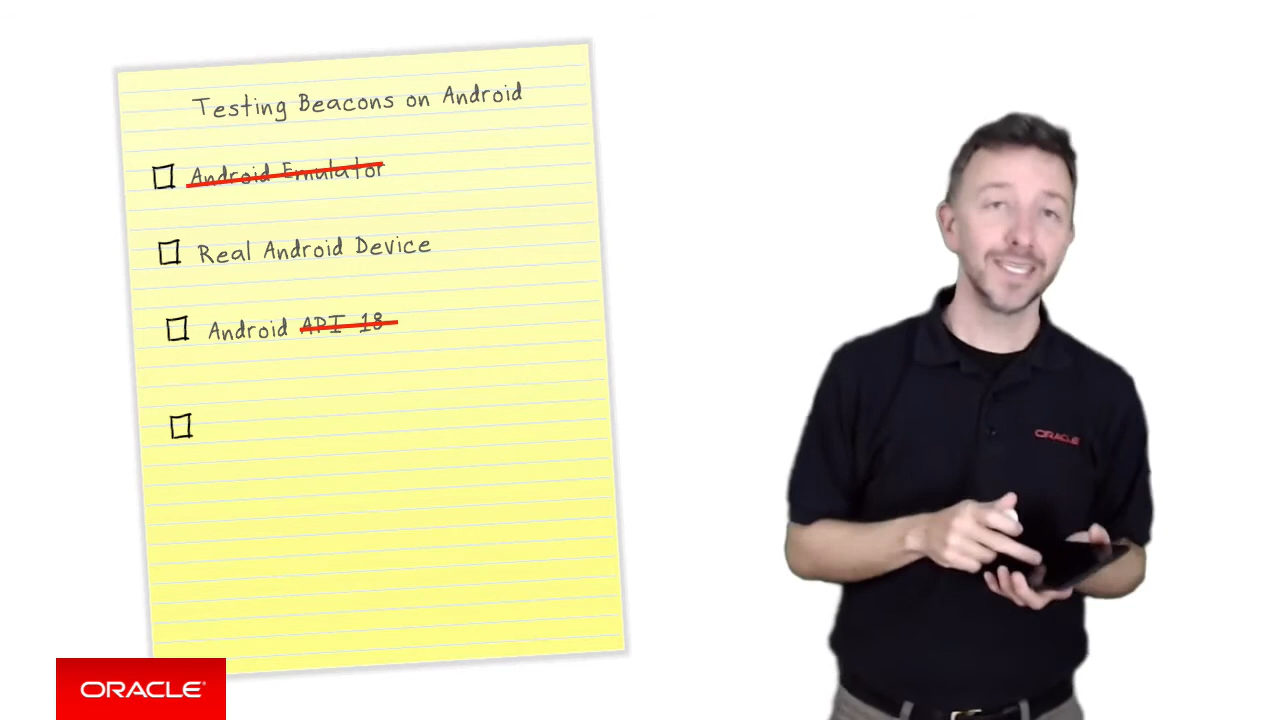 Testing Beacons on Android
Android Emulator
Real Android Device
Android API 18
ORACLE
ORACLE